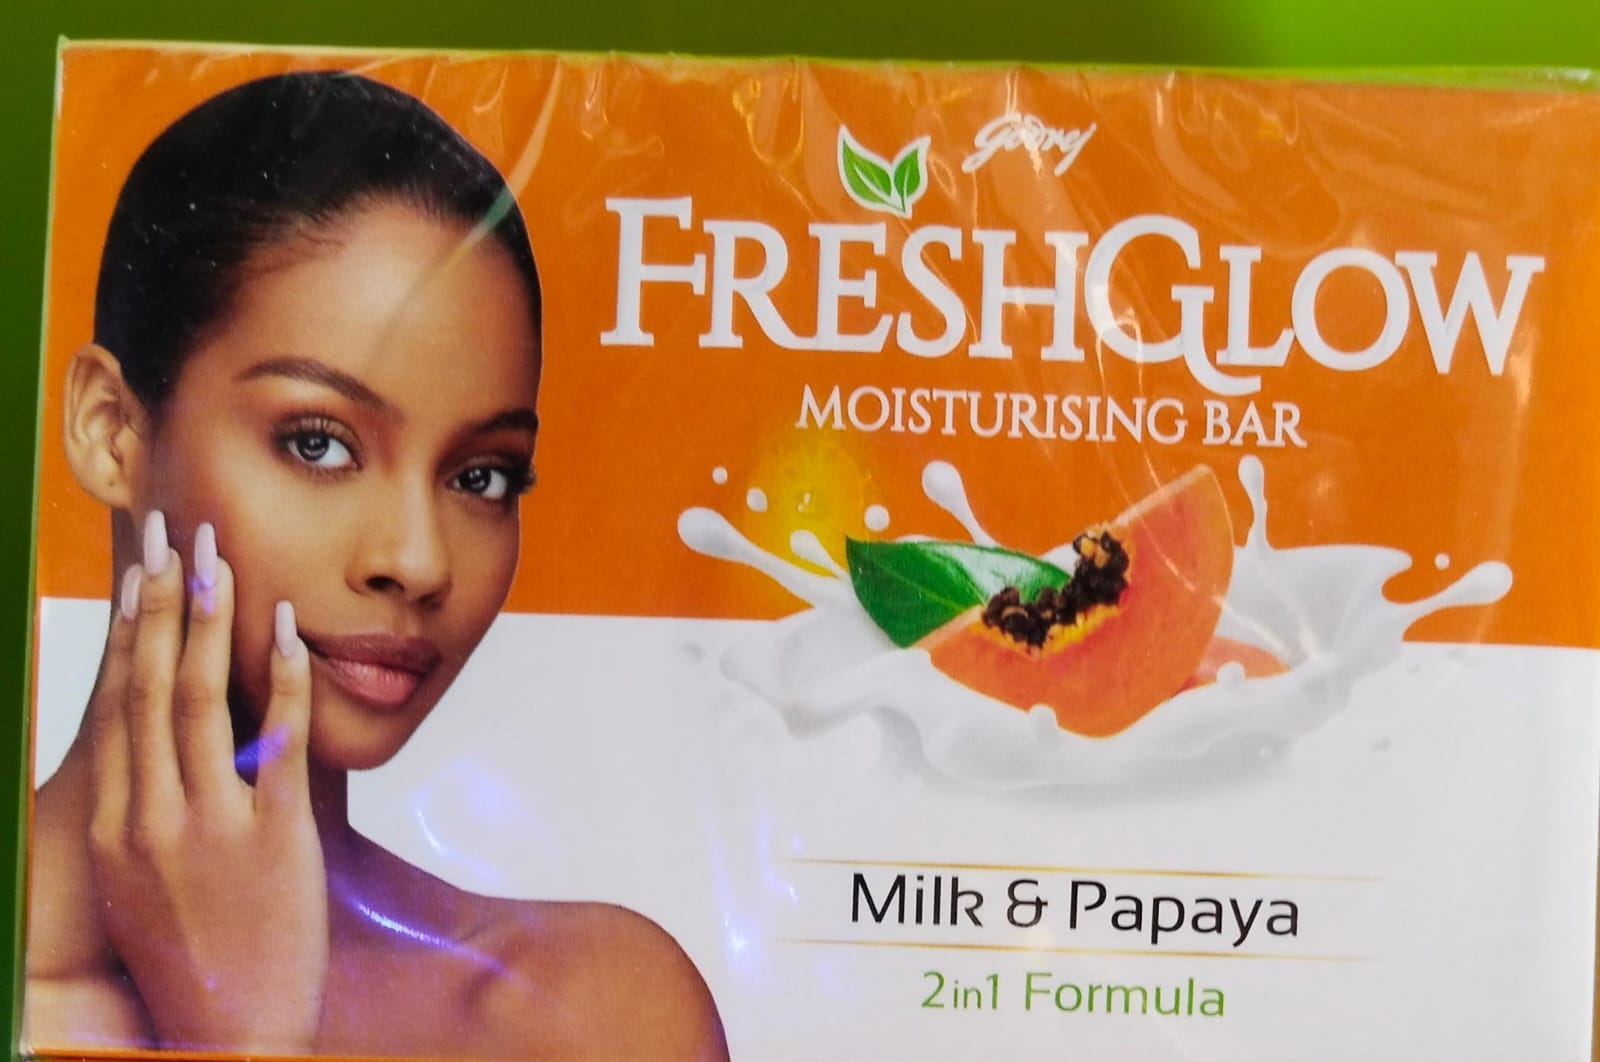 Godrej
FRESHGLOW
MOISTURISING BAR
Milk & Papaya
2in1 Formula